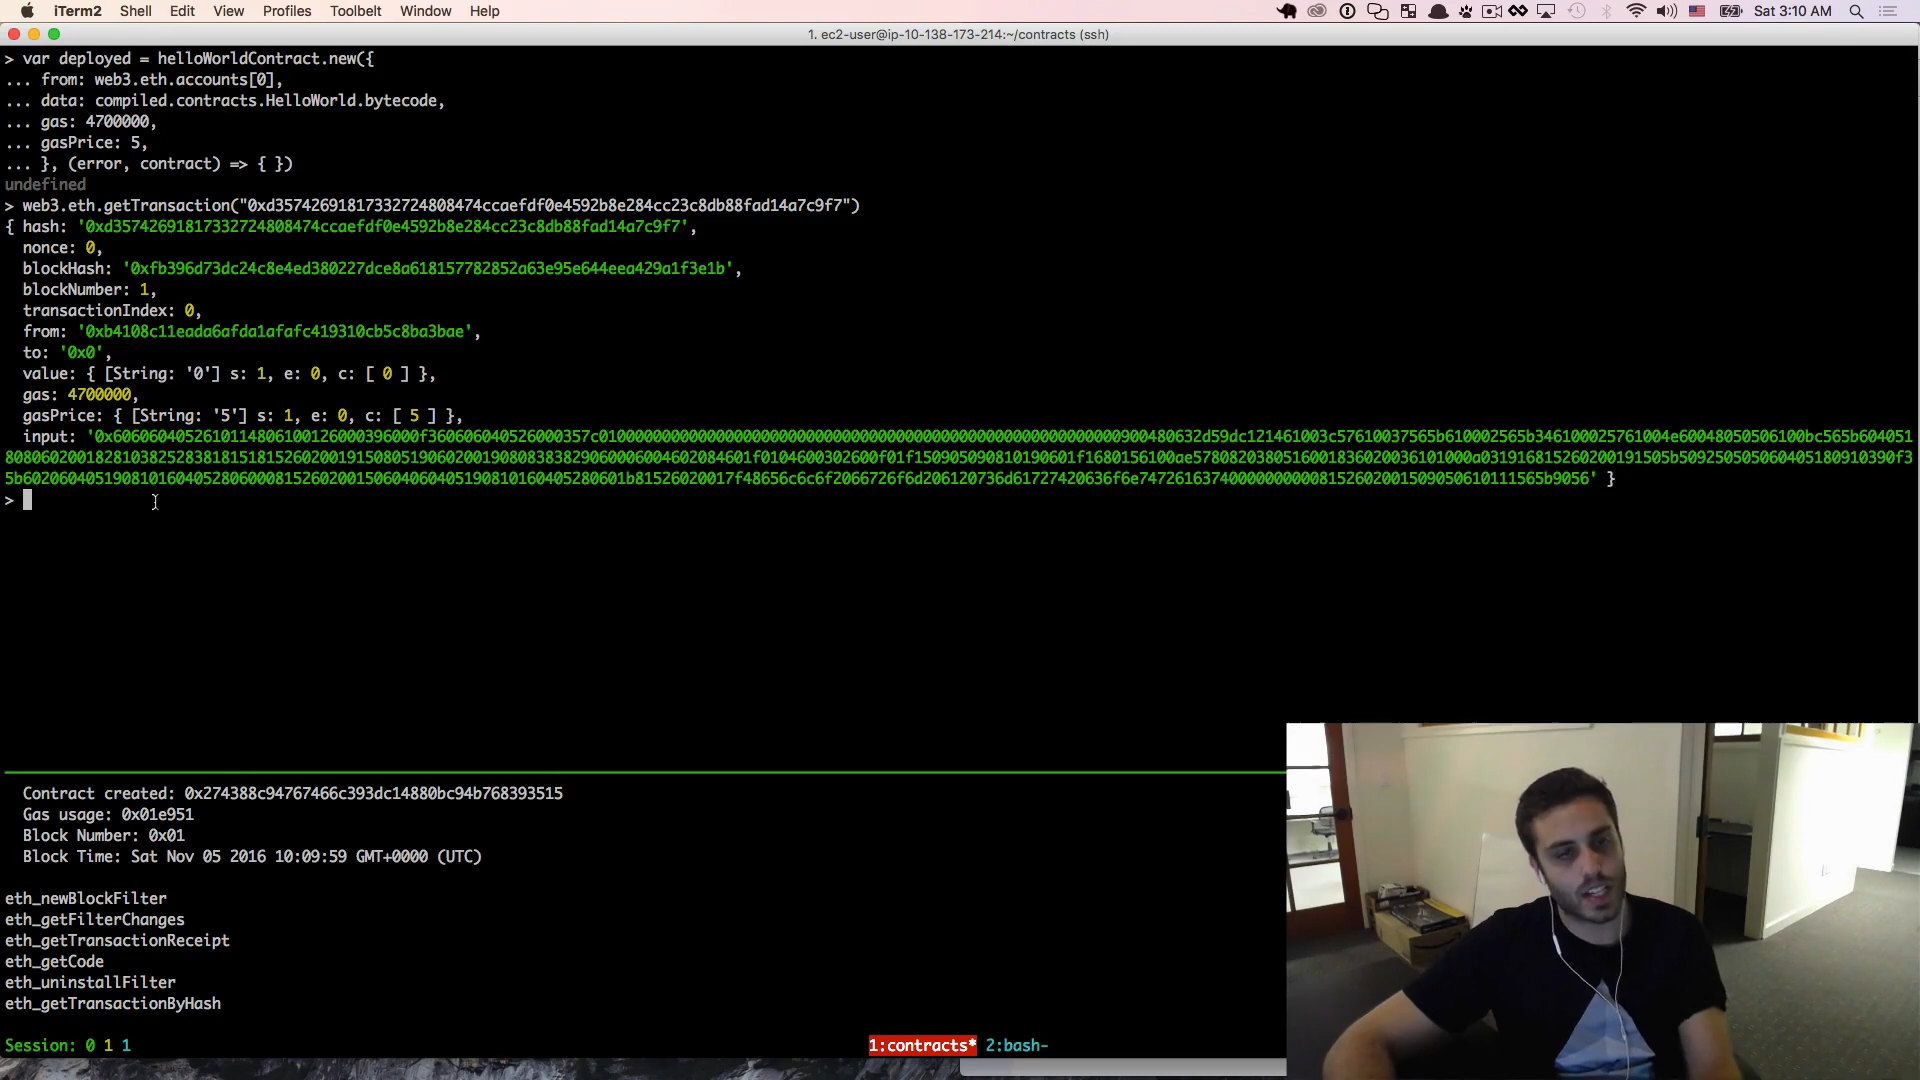 iTerm2 Shell Edit View Profiles Toolbelt Window Help Sat 3:10 AM
1. ec2-user@ip-10-138-173-214:~/contracts (ssh)
> var deployed = helloWorldContract.new({
... from: web3.eth.accounts[0],
... data: compiled.contracts.HelloWorld.bytecode,
... gas: 4700000,
... gasPrice: 5,
... }, (error, contract) => { })
undefined
> web3.eth.getTransaction("0xd35742691817332724808474ccaefdf0e4592b8e284cc23c8db88fad14a7c9f7")
{ hash: '0xd35742691817332724808474ccaefdf0e4592b8e284cc23c8db88fad14a7c9f7',
nonce: 0,
blockHash: '0xfb396d73dc24c8e4ed380227dce8a618157782852a63e95e644eea429a1f3e1b',
blockNumber: 1,
transactionIndex: 0,
from: '0xb4108c11eada6afda1afafc419310cb5c8ba3bae',
to: '0x0',
value: { [String: '0'] s: 1, e: 0, c: [ 0 ] },
gas: 4700000,
gasPrice: { [String: '5'] s: 1, e: 0, c: [ 5 ] },
input:
}
>
Contract created: 0x274388c94767466c393dc14880bc94b768393515
Gas usage: 0x01e951
Block Number: 0x01
Block Time: Sat Nov 05 2016 10:09:59 GMT+0000 (UTC)
eth_newBlockFilter
eth_getFilterChanges
eth_getTransactionReceipt
eth_getCode
eth_uninstallFilter
eth_getTransactionByHash
Session: 0 1 1 1:contracts* 2:bash-